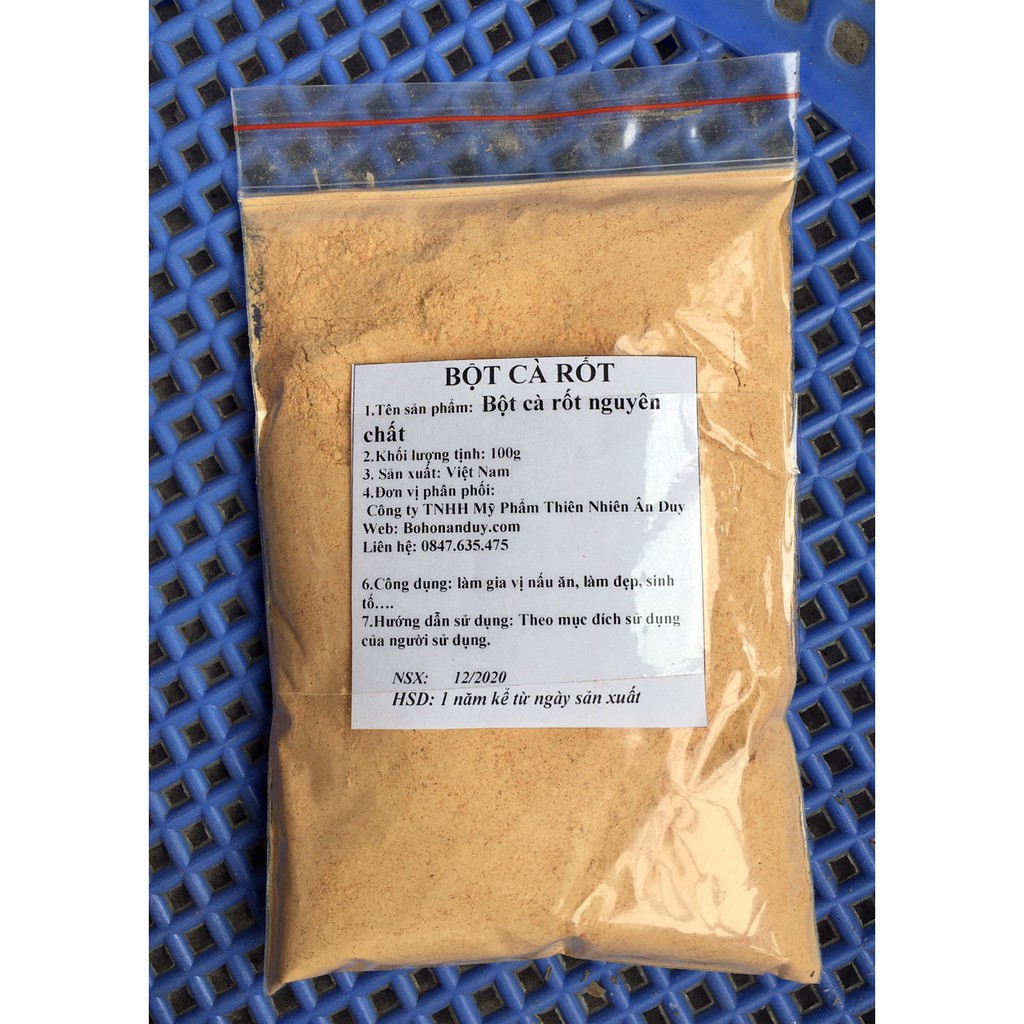 BỘT CÀ RỐT
1.Tên sản phẩm: Bột cà rốt nguyên
chất
2.Khối lượng tịnh: 100g
3. Sản xuất: Việt Nam
4.Đơn vị phân phối:
Công ty TNHH Mỹ Phẩm Thiên Nhiên Ân Duy
Web: Bohonanduy.com
Liên hệ: 0847.635.475
6.Công dụng: làm gia vị nấu ăn, làm đẹp, sinh
tố….
7.Hướng dẫn sử dụng: Theo mục đích sử dụng
của người sử dụng.
NSX: 12/2020
HSD: 1 năm kể từ ngày sản xuất